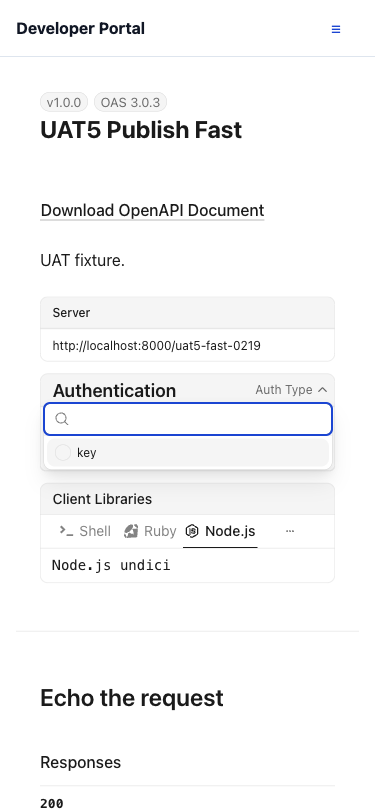 Developer Portal
v1.0.0 OAS 3.0.3
UAT5 Publish Fast
Download OpenAPI Document
UAT fixture.
Server
http://localhost:8000/uat5-fast-0219
Authentication Auth Type
key
Client Libraries
Shell Ruby Node.js ...
Node.js undici
Echo the request
Responses
200